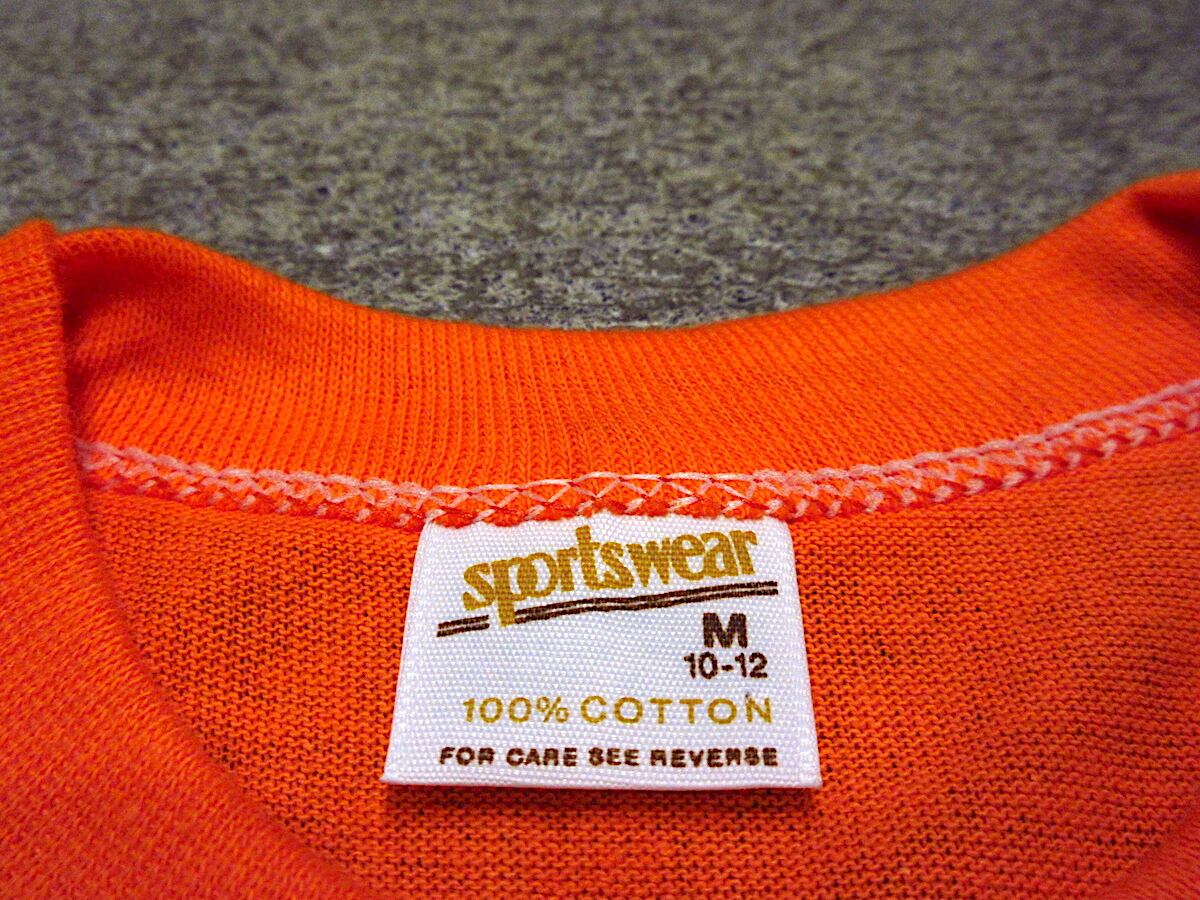 sportswear
M
10-12
100% COTTON
FOR CARE SEE REVERSE